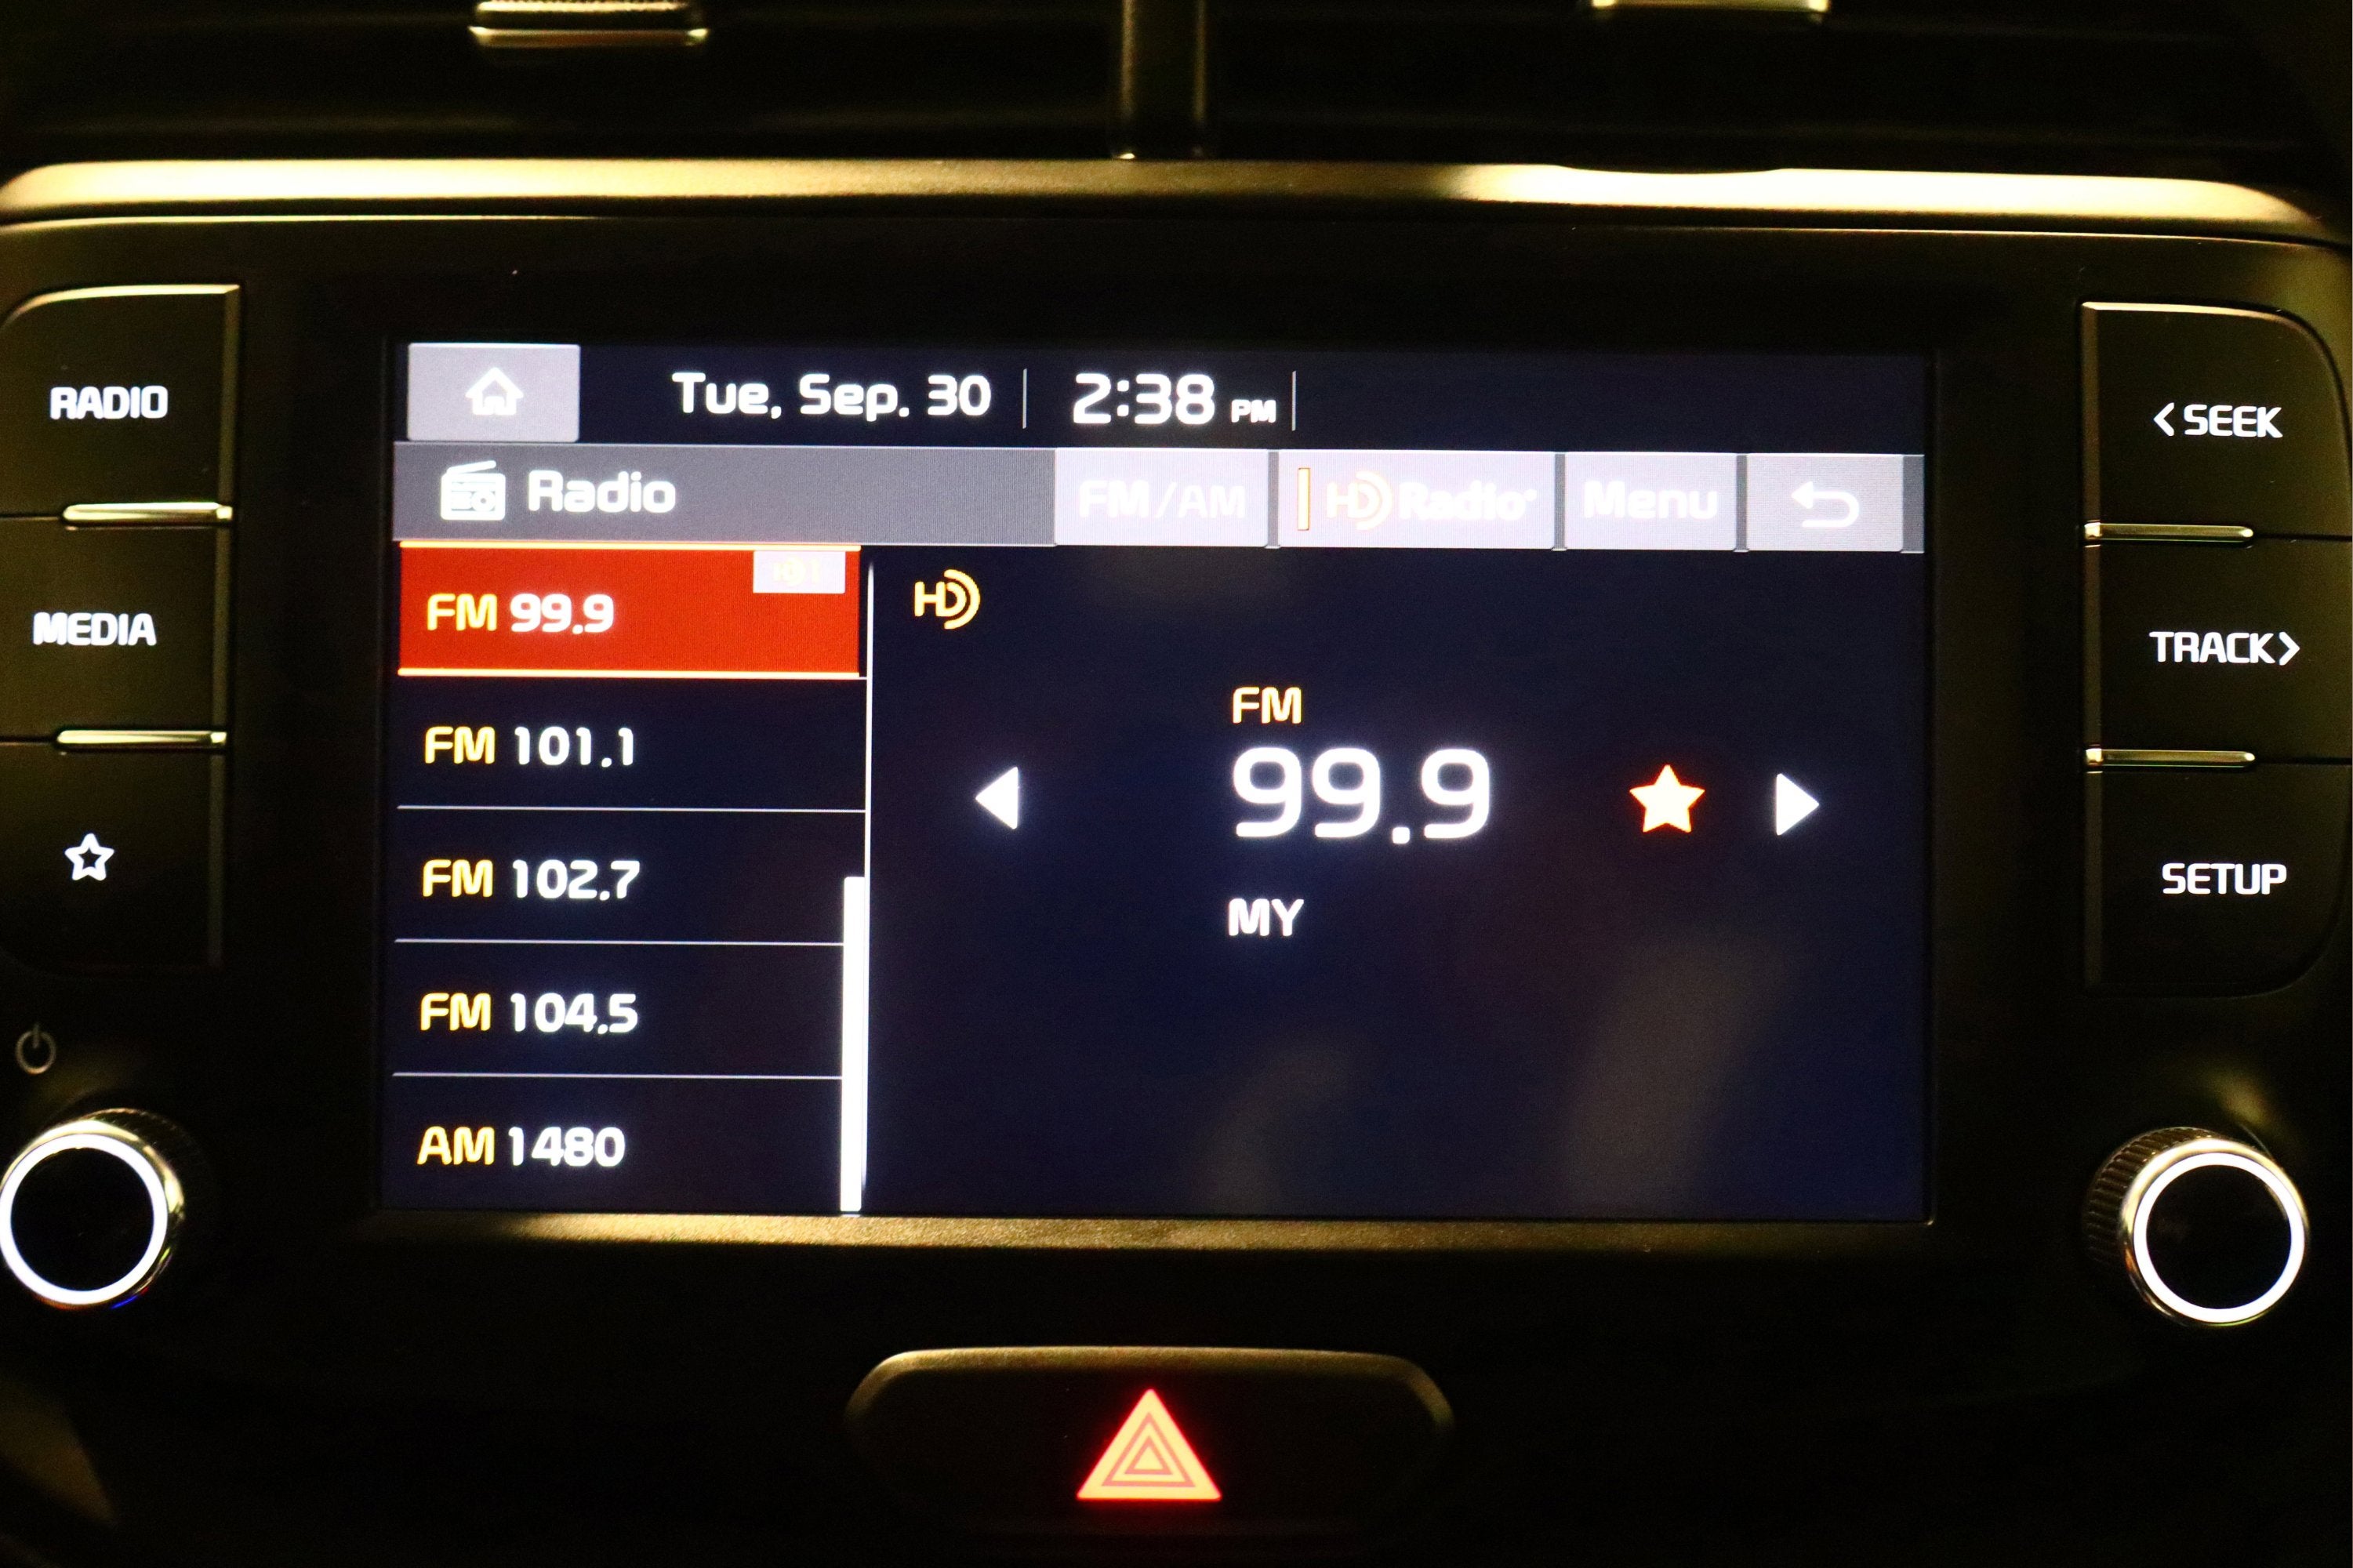 RADIO
MEDIA
Tue, Sep. 30
2:38 PM
Radio
FM/AM
HD Radio
Menu
FM 99.9
FM 101.1
FM 102.7
FM 104.5
AM 1480
HD
FM
99.9
MY
<SEEK
TRACK>
SETUP